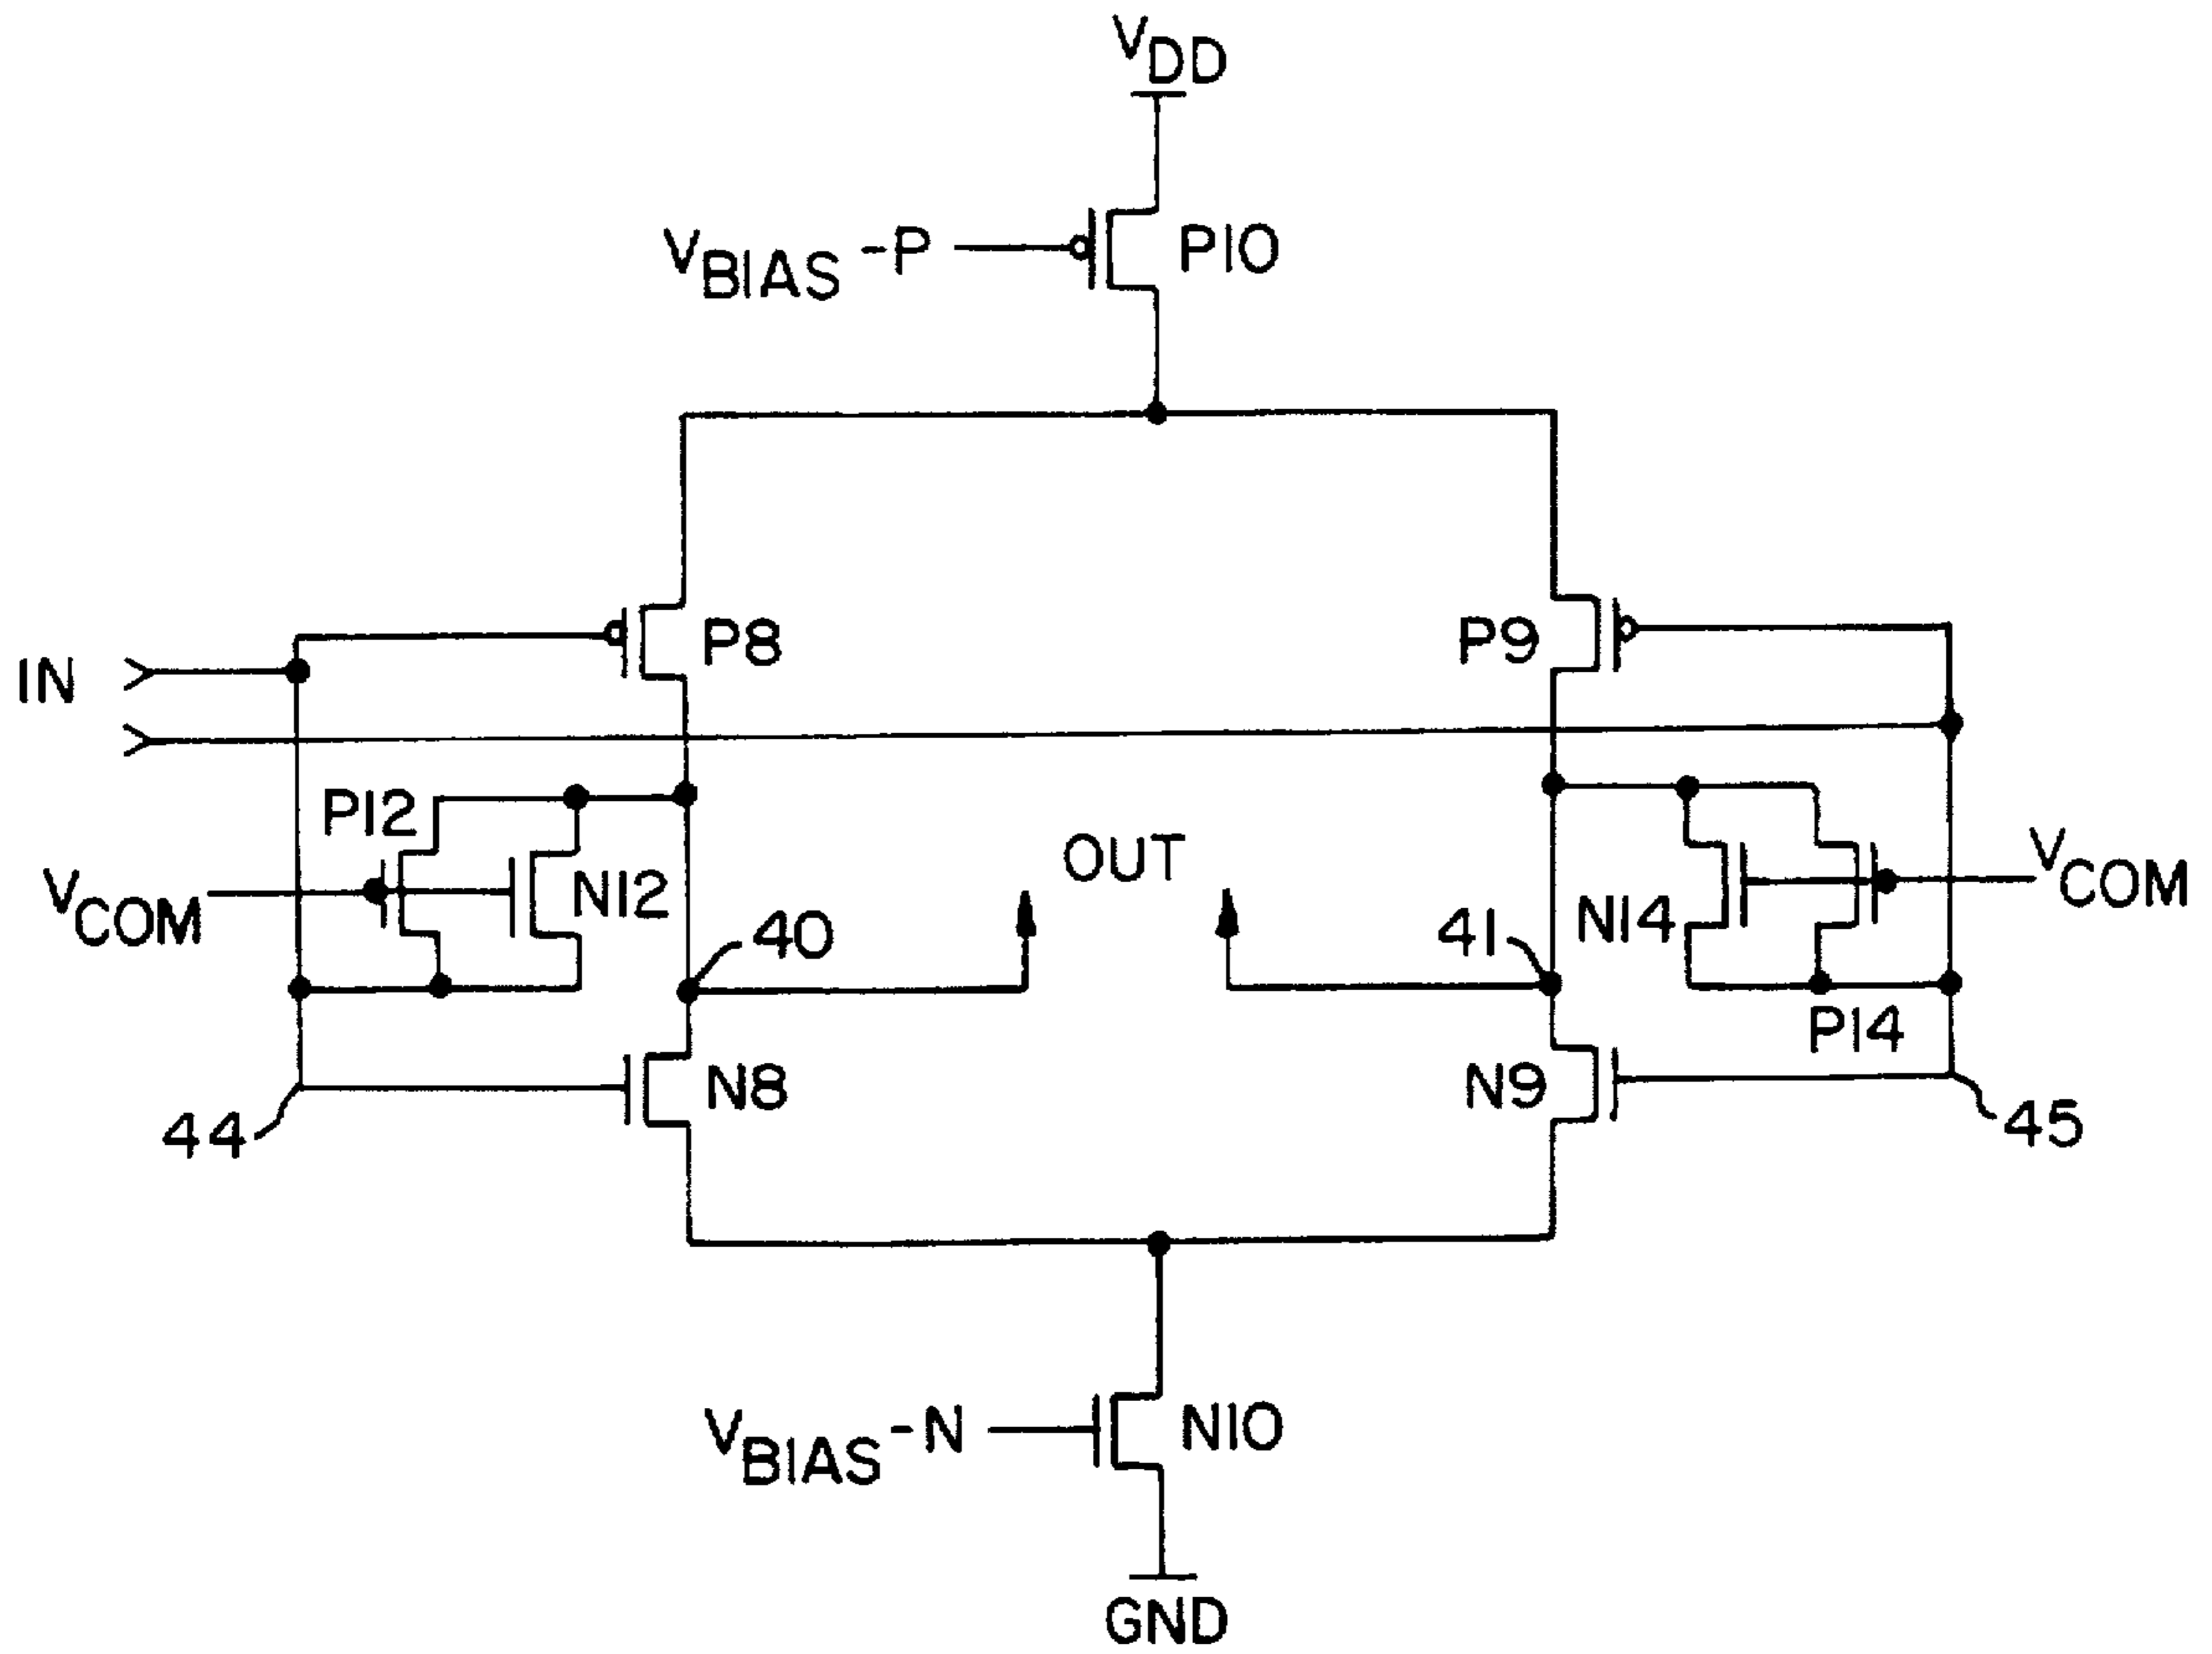 VDD
VBIAS-P
P10
P8
P9
IN
P12
VCOM
N12
OUT
40
41
N14
VCOM
P14
N8
N9
44
45
VBIAS-N
N10
GND